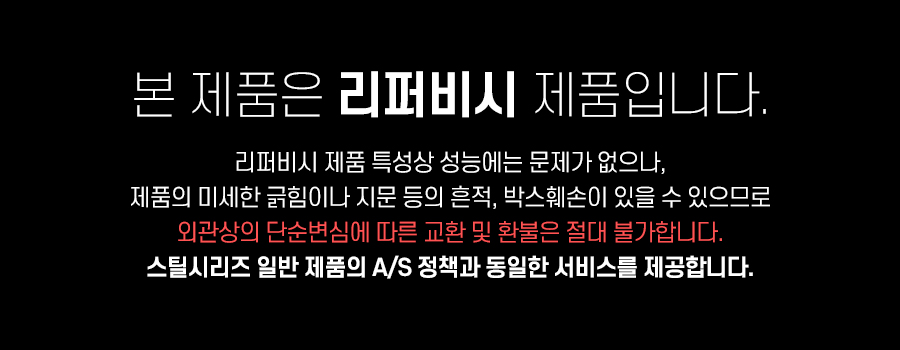 본 제품은 리퍼비시 제품입니다.
리퍼비시 제품 특성상 성능에는 문제가 없으나,
제품의 미세한 긁힘이나 지문 등의 흔적, 박스훼손이 있을 수 있으므로
외관상의 단순변심에 따른 교환 및 환불은 절대 불가합니다.
스틸시리즈 일반 제품의 A/S 정책과 동일한 서비스를 제공합니다.